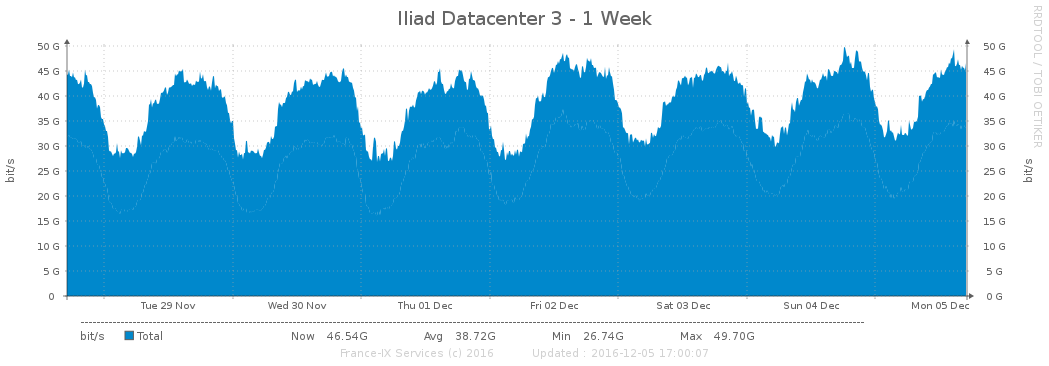 Iliad Datacenter 3 - 1 Week
RRDTOOL / TOBI OETIKER
50 G 50 G
45 G 45 G
40 G 40 G
35 G 35 G
30 G 30 G
25 G 25 G
20 G 20 G
15 G 15 G
10 G 10 G
5 G 5 G
0 0 G
bit/s bit/s
Tue 29 Nov Wed 30 Nov Thu 01 Dec Fri 02 Dec Sat 03 Dec Sun 04 Dec Mon 05 Dec
bit/s Total Now 46.54G Avg 38.72G Min 26.74G Max 49.70G
France-IX Services (c) 2016 Updated : 2016-12-05 17:00:07